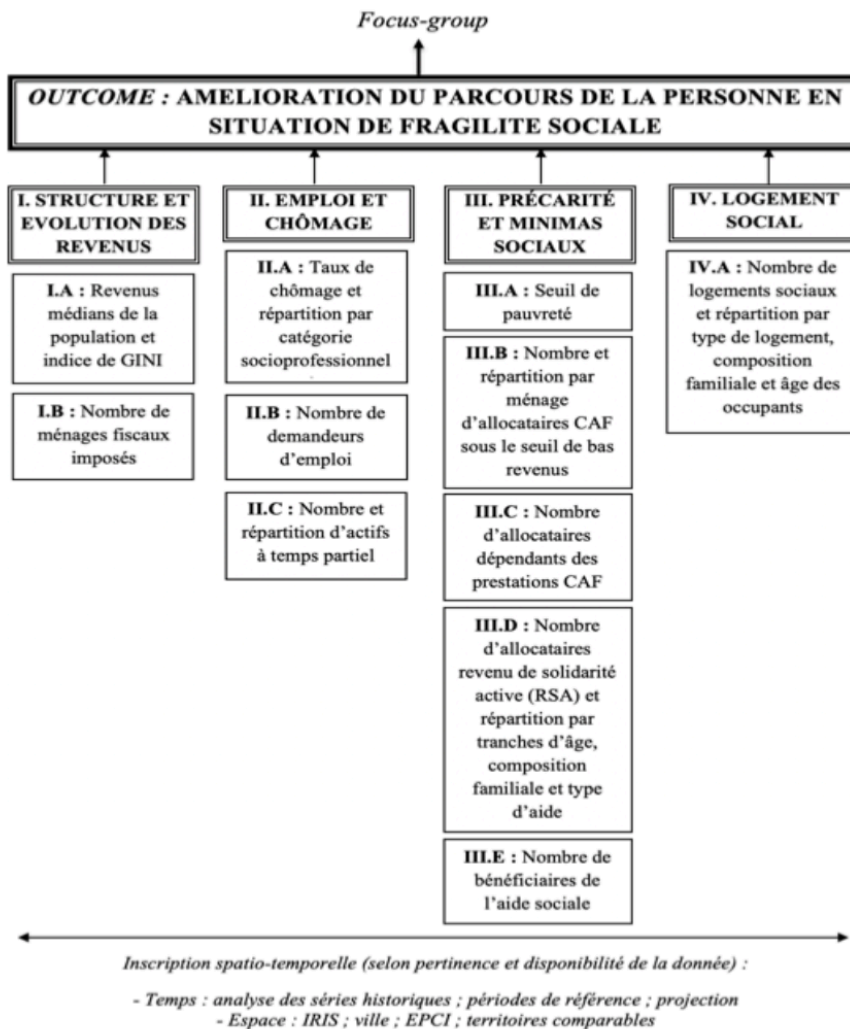 Focus-group
OUTCOME : AMELIORATION DU PARCOURS DE LA PERSONNE EN
SITUATION DE FRAGILITE SOCIALE
I. STRUCTURE ET
EVOLUTION DES
REVENUS
I.A : Revenus
médians de la
population et
indice de GINI
I.B : Nombre de
ménages fiscaux
imposés
II. EMPLOI ET
CHÔMAGE
II.A : Taux de
chômage et
répartition par
catégorie
socioprofessionnel
II.B : Nombre de
demandeurs
d'emploi
II.C : Nombre et
répartition d'actifs
à temps partiel
III. PRÉCARITÉ
ET MINIMAS
SOCIAUX
III.A : Seuil de
pauvreté
III.B : Nombre et
répartition par
ménage
d'allocataires CAF
sous le seuil de bas
revenus
III.C : Nombre
d'allocataires
dépendants des
prestations CAF
III.D : Nombre
d'allocataires
revenu de solidarité
active (RSA) et
répartition par
tranches d'âge,
composition
familiale et type
d'aide
III.E : Nombre de
bénéficiaires de
l'aide sociale
IV. LOGEMENT
SOCIAL
IV.A : Nombre de
logements sociaux
et répartition par
type de logement,
composition
familiale et âge des
occupants
Inscription spatio-temporelle (selon pertinence et disponibilité de la donnée) :
- Temps : analyse des séries historiques ; périodes de référence ; projection
- Espace : IRIS ; ville ; EPCI ; territoires comparables